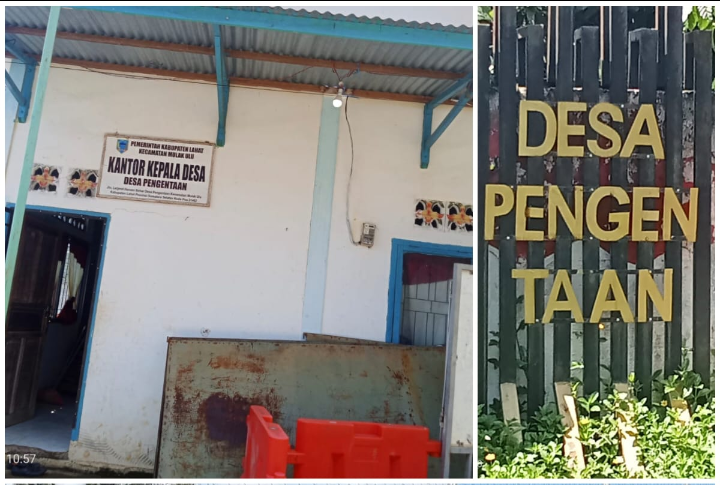 PEMERINTAH KABUPATEN LAHAT
KECAMATAN MULAK ULU
KANTOR KEPALA DESA
DESA PENGENTAAN
10:57
DESA
PENGEN
TAAN